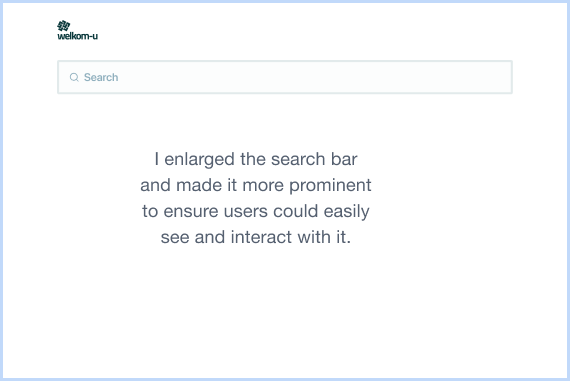 welkom-u
Search
I enlarged the search bar
and made it more prominent
to ensure users could easily
see and interact with it.